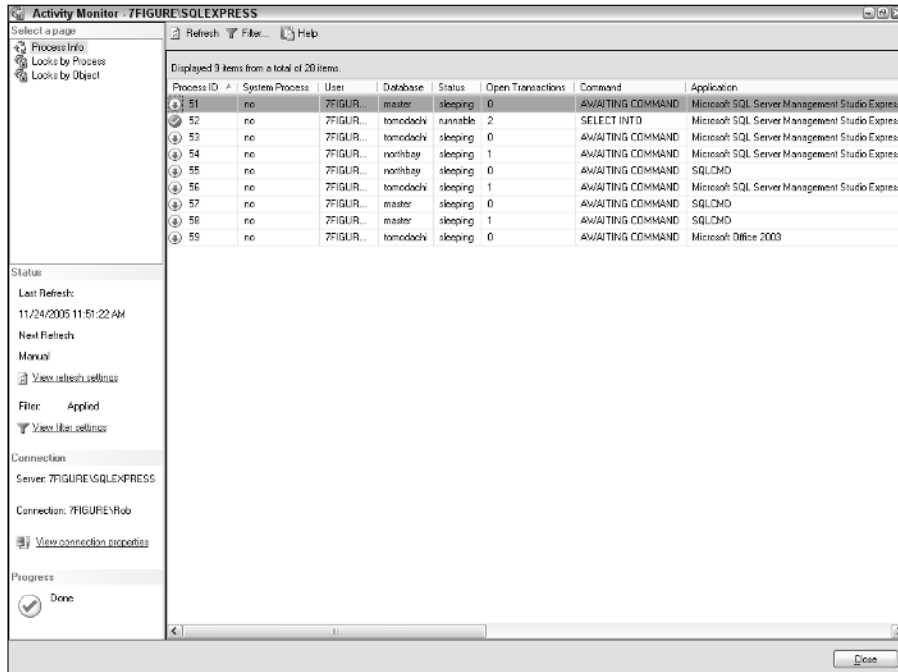 Activity Monitor - 7FIGURE\SQLEXPRESS
Select a page
Process Info
Locks by Process
Locks by Object
Refresh Filter... Help
Displayed 9 items from a total of 28 items.
Process ID System Process User Database Status Open Transactions Command Application
51 no 7FIGUR... master sleeping 0 AWAITING COMMAND Microsoft SQL Server Management Studio Expres
52 no 7FIGUR... tomodachi runnable 2 SELECT INTO Microsoft SQL Server Management Studio Expres
53 no 7FIGUR... tomodachi sleeping 0 AWAITING COMMAND Microsoft SQL Server Management Studio Expres
54 no 7FIGUR... northbay sleeping 1 AWAITING COMMAND Microsoft SQL Server Management Studio Expres
55 no 7FIGUR... northbay sleeping 0 AWAITING COMMAND SQLCMD
56 no 7FIGUR... tomodachi sleeping 1 AWAITING COMMAND Microsoft SQL Server Management Studio Expres
57 no 7FIGUR... master sleeping 0 AWAITING COMMAND SQLCMD
58 no 7FIGUR... master sleeping 1 AWAITING COMMAND SQLCMD
59 no 7FIGUR... tomodachi sleeping 0 AWAITING COMMAND Microsoft Office 2003
Status
Last Refresh:
11/24/2005 11:51:22 AM
Next Refresh:
Manual
View refresh settings
Filter: Applied
View filter settings
Connection
Server: 7FIGURE\SQLEXPRESS
Connection: 7FIGURE\Rob
View connection properties
Progress
Done
Close